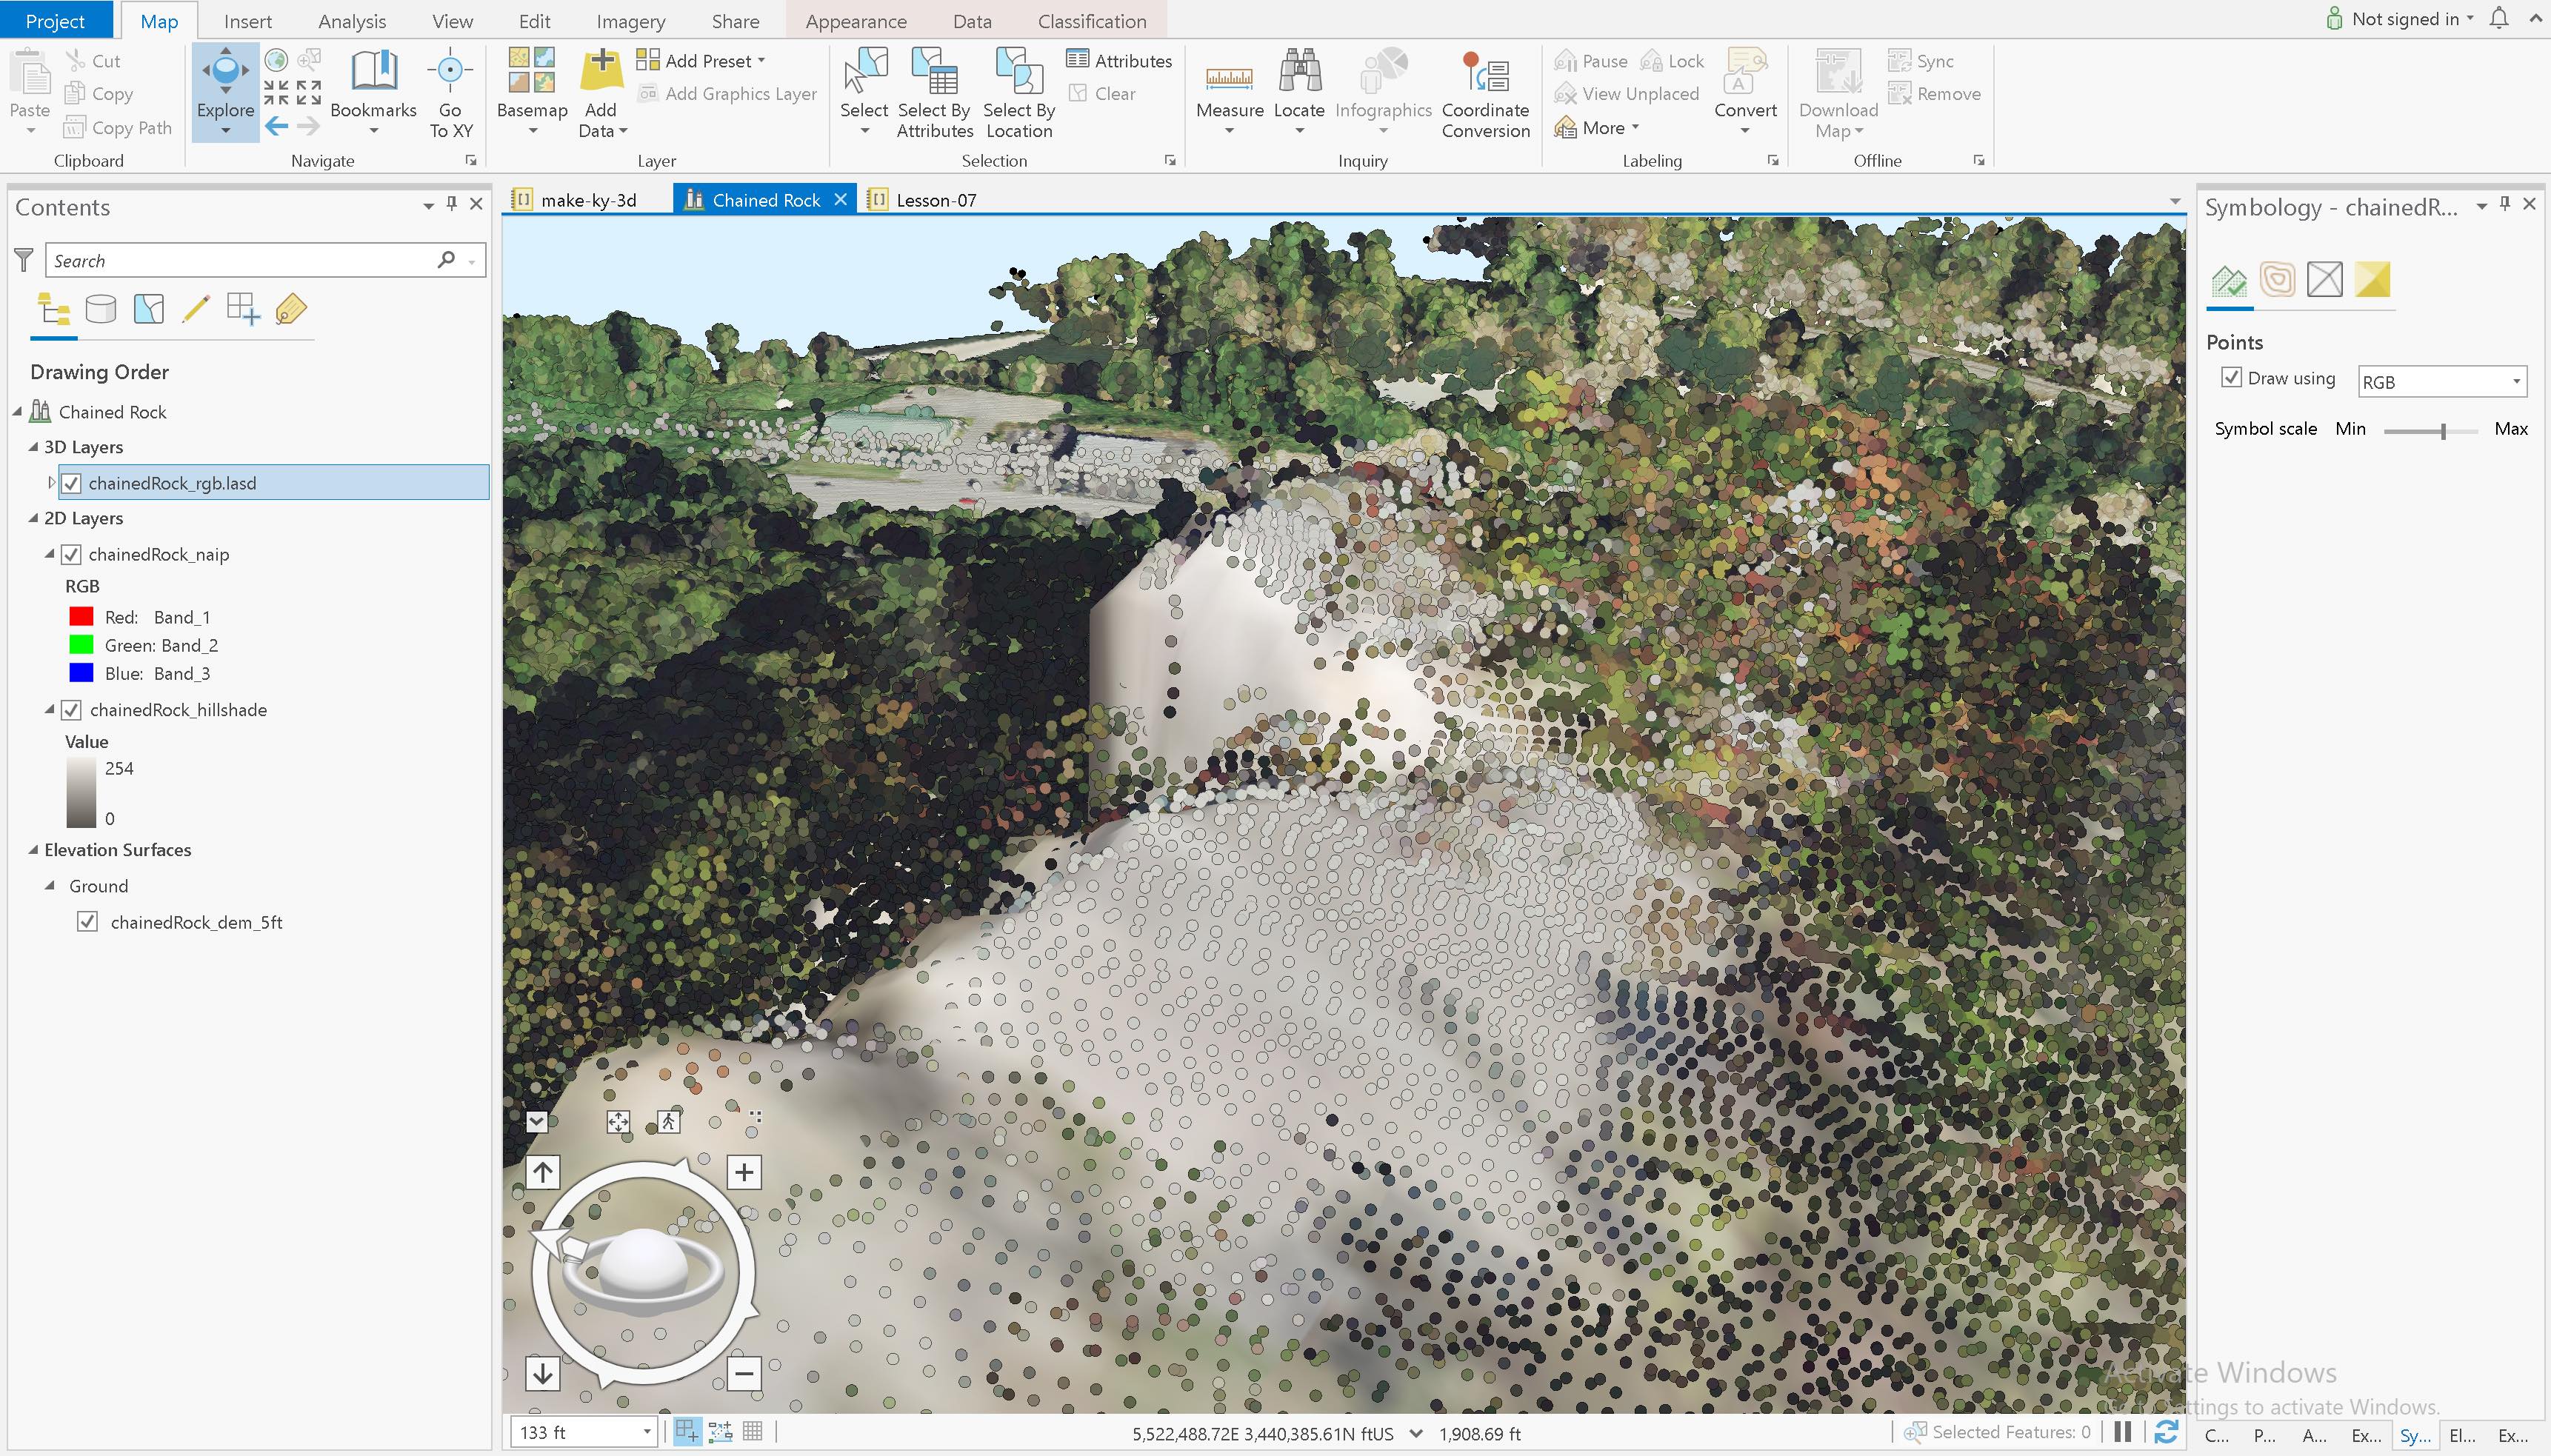 Project Map Insert Analysis View Edit Imagery Share Appearance Data Classification Not signed in
Paste Cut Copy Copy Path
Clipboard
Explore Bookmarks Go To XY
Navigate
Basemap Add Data Add Preset Add Graphics Layer
Layer
Select Select By Attributes Select By Location Attributes Clear
Selection
Measure Locate Infographics Coordinate Conversion
Inquiry
Pause Lock View Unplaced More Convert
Labeling
Download Map Sync Remove
Offline
Contents
Search
Drawing Order
Chained Rock
3D Layers
chainedRock_rgb.lasd
2D Layers
chainedRock_naip
RGB
Red: Band_1
Green: Band_2
Blue: Band_3
chainedRock_hillshade
Value
254
0
Elevation Surfaces
Ground
chainedRock_dem_5ft
make-ky-3d Chained Rock Lesson-07
133 ft
5,522,488.72E 3,440,385.61N ftUS 1,908.69 ft
Selected Features: 0
Symbology - chainedR...
Points
Draw using RGB
Symbol scale Min Max
Activate Windows
ttings to activate Windows.
C... P... A... Ex... Sy... El... Ex...